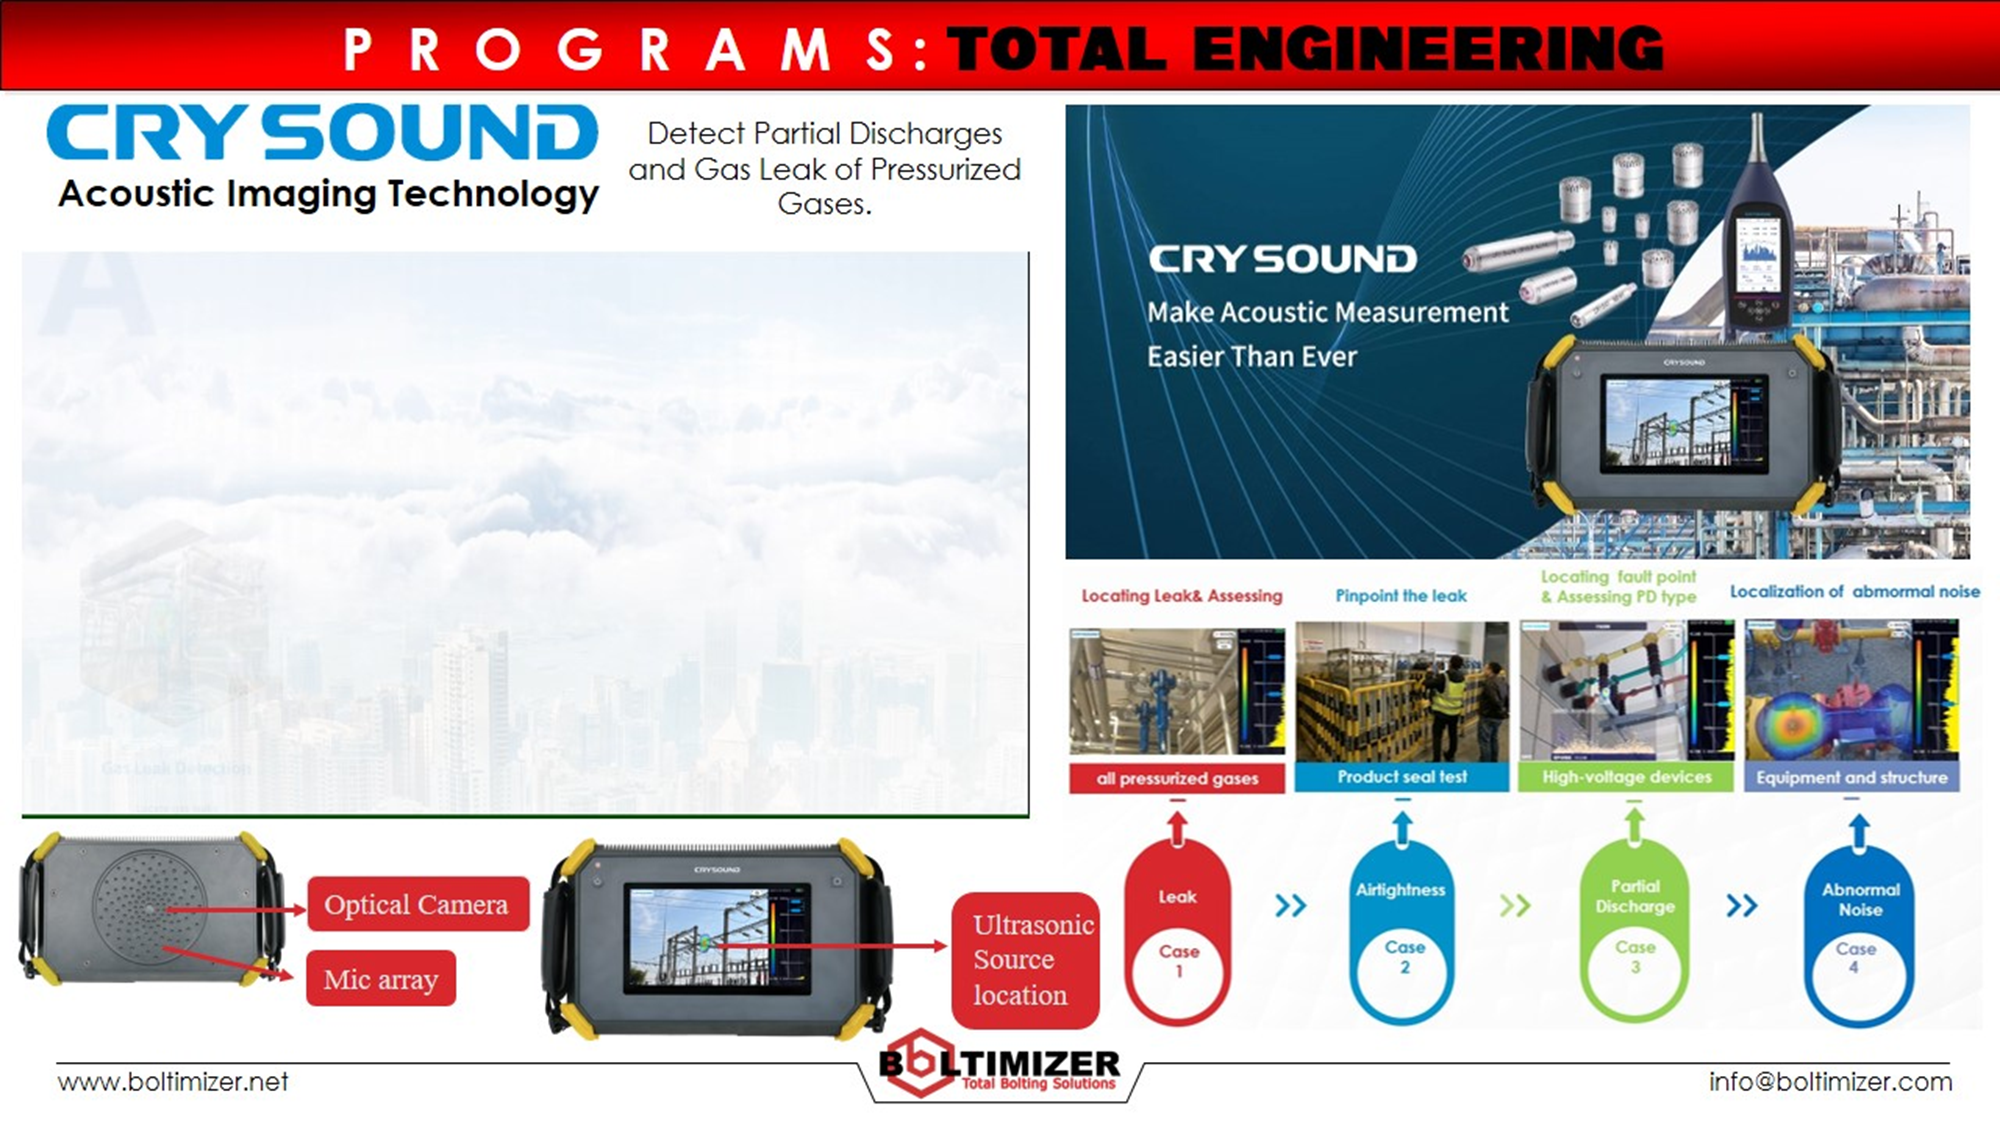 PROGRAMS: TOTAL ENGINEERING
CRYSOUND
Acoustic Imaging Technology
Detect Partial Discharges
and Gas Leak of Pressurized
Gases.
A
Gas Leak Detection
CRYSOUND
Make Acoustic Measurement
Easier Than Ever
CRYSOUND
Locating Leak& Assessing
Pinpoint the leak
Locating fault point
& Assessing PD type
Localization of abmormal noise
all pressurized gases
Product seal test
High-voltage devices
Equipment and structure
Leak
Case
1
Airtightness
Case
2
Partial
Discharge
Case
3
Abnormal
Noise
Case
4
Optical Camera
Mic array
CRYSOUND
Ultrasonic
Source
location
www.boltimizer.net
BOLTIMIZER
Total Bolting Solutions
info@boltimizer.com